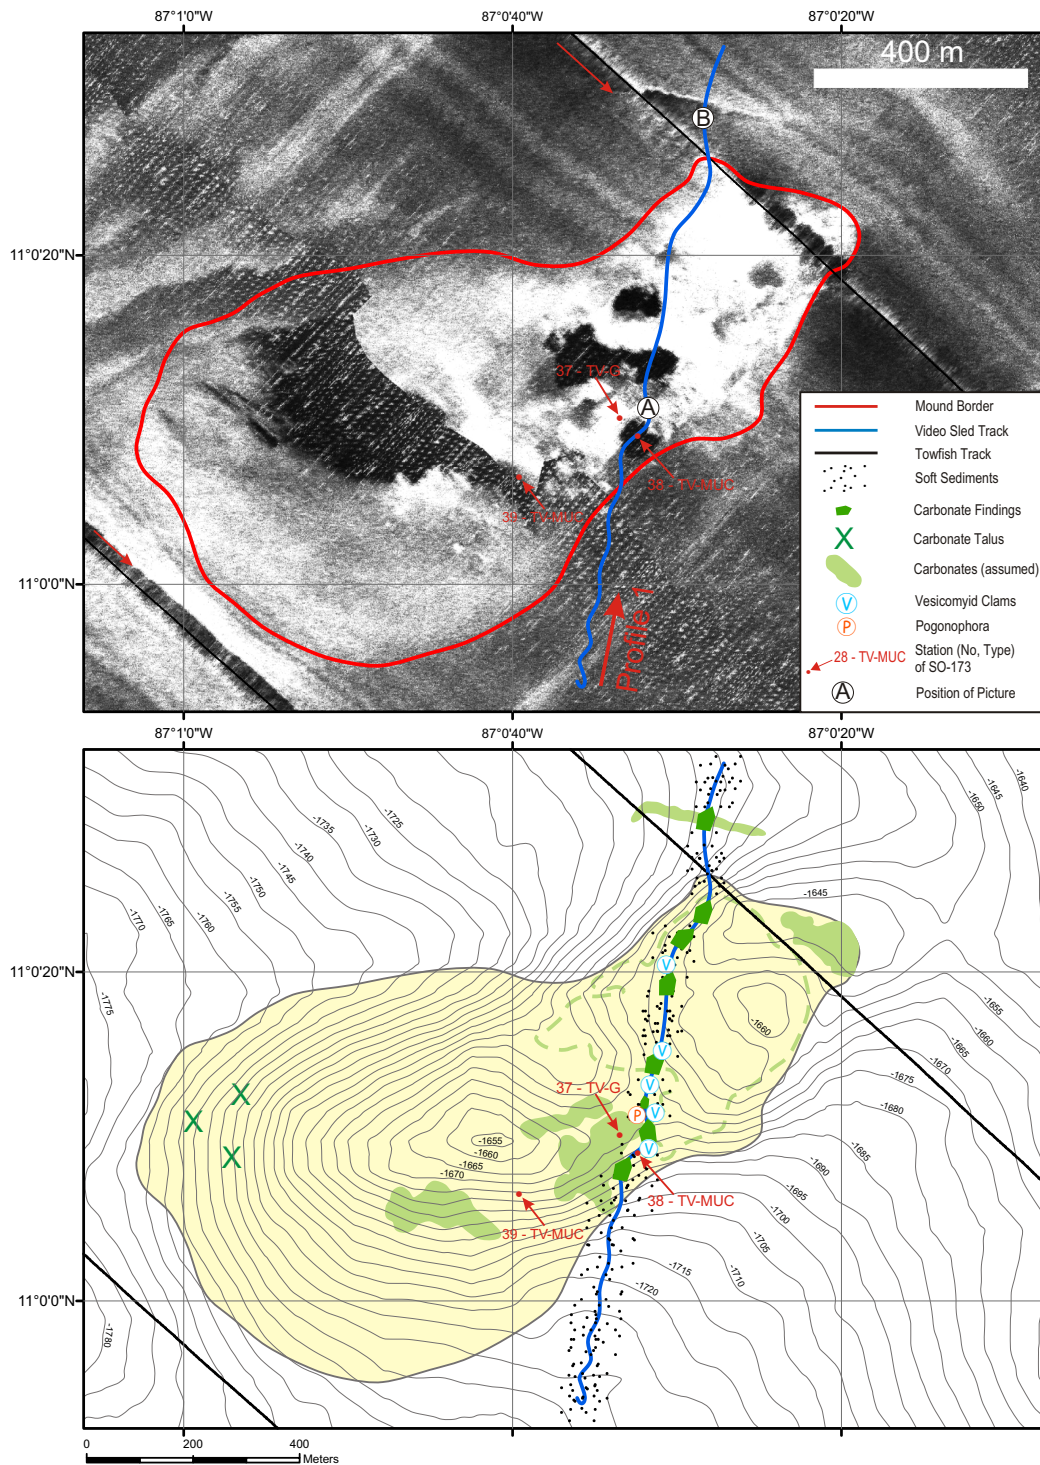 87°1'0"W 87°0'40"W 87°0'20"W
400 m
B
11°0'20"N
37 - TV-G
A
38 - TV-MUC
39 - TV-MUC
11°0'0"N
Profile 1
Mound Border
Video Sled Track
Towfish Track
Soft Sediments
Carbonate Findings
X Carbonate Talus
Carbonates (assumed)
V Vesicomyid Clams
P Pogonophora
28 - TV-MUC Station (No, Type)
of SO-173
A Position of Picture
87°1'0"W 87°0'40"W 87°0'20"W
-1640
-1645
-1650
-1725
-1730
-1735
-1740
-1745
-1750
-1755
-1760
-1765
-1770
-1645
11°0'20"N
V
-1775
-1655
-1660
-1660
-1665
-1670
-1675
-1680
V
V
37 - TV-G
P V
X
X
X
-1655
-1660
-1665
-1670
V
-1685
-1690
-1695
-1700
-1705
-1710
-1715
-1720
38 - TV-MUC
39 - TV-MUC
11°0'0"N
-1780
0 200 400
Meters